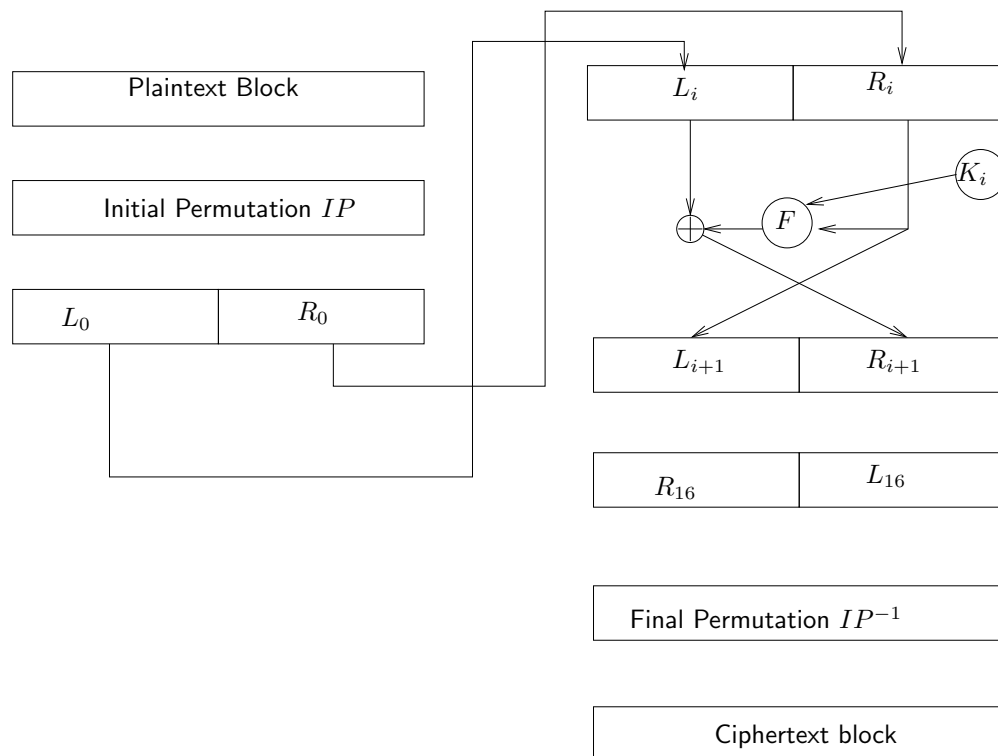 Plaintext Block
Initial Permutation IP
L₀ R₀
Lᵢ Rᵢ
Kᵢ
F
Lᵢ₊₁ Rᵢ₊₁
R₁₆ L₁₆
Final Permutation IP⁻¹
Ciphertext block